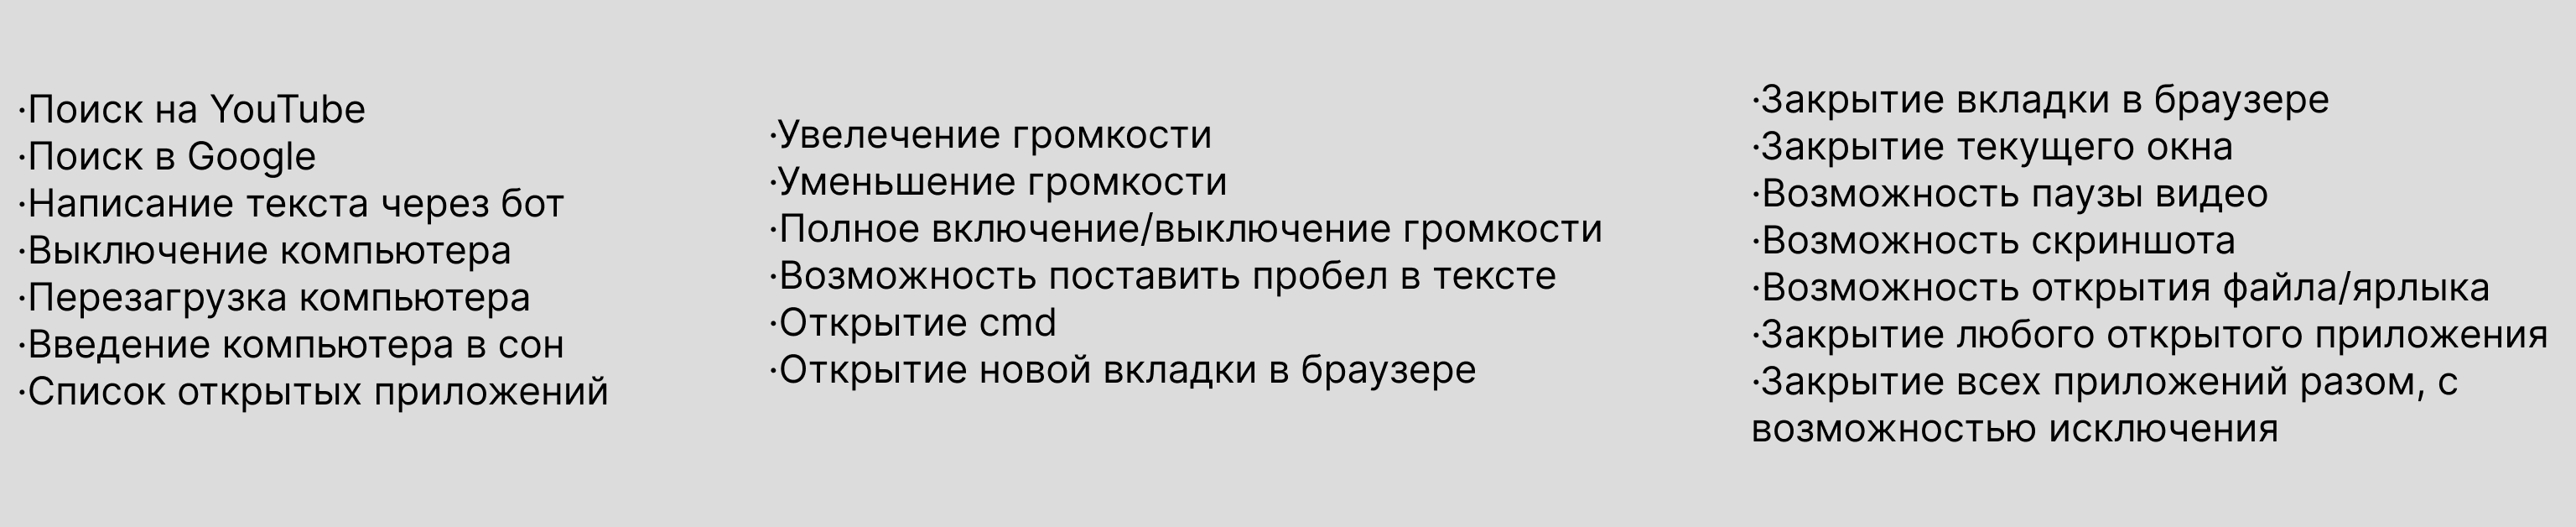 ·Поиск на YouTube
·Поиск в Google
·Написание текста через бот
·Выключение компьютера
·Перезагрузка компьютера
·Введение компьютера в сон
·Список открытых приложений
·Увелечение громкости
·Уменьшение громкости
·Полное включение/выключение громкости
·Возможность поставить пробел в тексте
·Открытие cmd
·Открытие новой вкладки в браузере
·Закрытие вкладки в браузере
·Закрытие текущего окна
·Возможность паузы видео
·Возможность скриншота
·Возможность открытия файла/ярлыка
·Закрытие любого открытого приложения
·Закрытие всех приложений разом, с
возможностью исключения